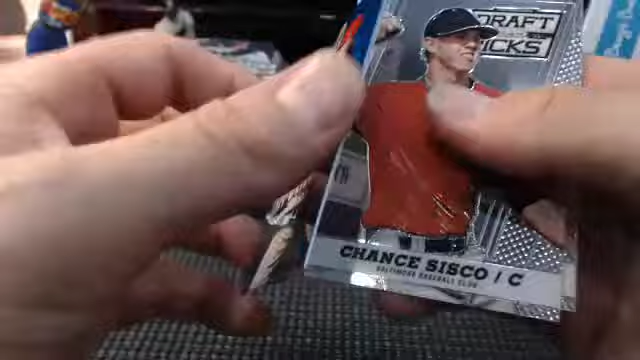 DRAFT
PICKS
CHANCE SISCO / C
BALTIMORE BASEBALL CLUB